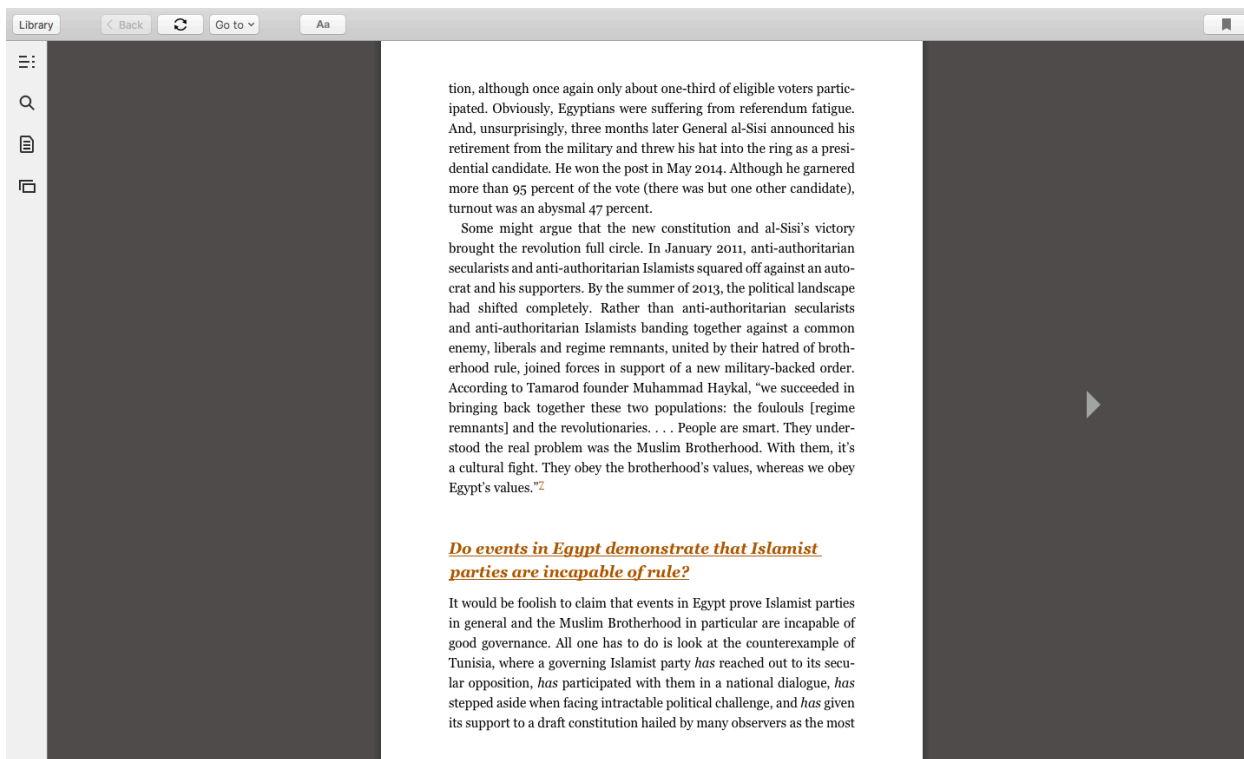 Library
Back
Go to
Aa
tion, although once again only about one-third of eligible voters partic-
ipated. Obviously, Egyptians were suffering from referendum fatigue.
And, unsurprisingly, three months later General al-Sisi announced his
retirement from the military and threw his hat into the ring as a presi-
dential candidate. He won the post in May 2014. Although he garnered
more than 95 percent of the vote (there was but one other candidate),
turnout was an abysmal 47 percent.
Some might argue that the new constitution and al-Sisi’s victory
brought the revolution full circle. In January 2011, anti-authoritarian
secularists and anti-authoritarian Islamists squared off against an auto-
crat and his supporters. By the summer of 2013, the political landscape
had shifted completely. Rather than anti-authoritarian secularists
and anti-authoritarian Islamists banding together against a common
enemy, liberals and regime remnants, united by their hatred of broth-
erhood rule, joined forces in support of a new military-backed order.
According to Tamarod founder Muhammad Haykal, “we succeeded in
bringing back together these two populations: the foulouls [regime
remnants] and the revolutionaries. . . . People are smart. They under-
stood the real problem was the Muslim Brotherhood. With them, it’s
a cultural fight. They obey the brotherhood’s values, whereas we obey
Egypt’s values.”7
Do events in Egypt demonstrate that Islamist
parties are incapable of rule?
It would be foolish to claim that events in Egypt prove Islamist parties
in general and the Muslim Brotherhood in particular are incapable of
good governance. All one has to do is look at the counterexample of
Tunisia, where a governing Islamist party has reached out to its secu-
lar opposition, has participated with them in a national dialogue, has
stepped aside when facing intractable political challenge, and has given
its support to a draft constitution hailed by many observers as the most